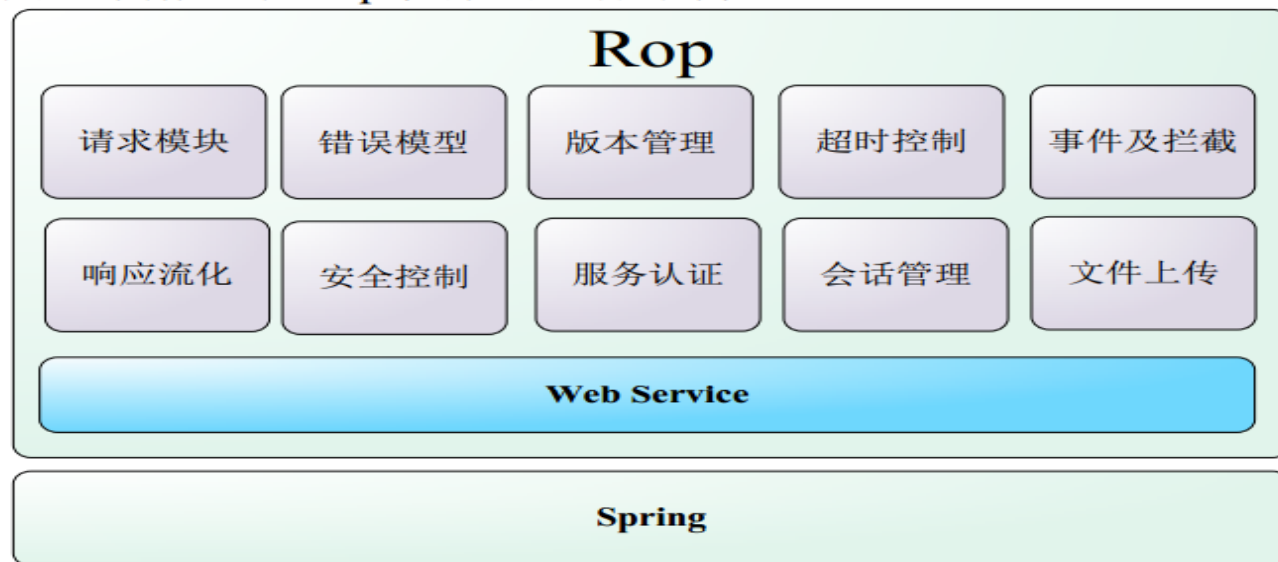 Rop
请求模块 错误模型 版本管理 超时控制 事件及拦截
响应流化 安全控制 服务认证 会话管理 文件上传
Web Service
Spring